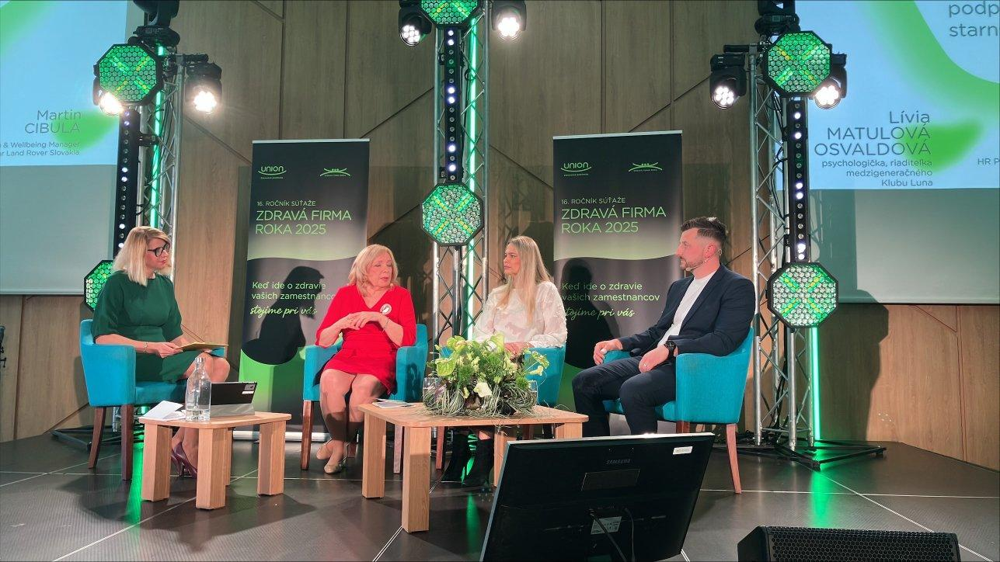 Martin
CIBULA
& Wellbeing Manager
r Land Rover Slovakia
podp
starn
Lívia
MATULOVÁ
OSVALDOVÁ
psychologička, riaditeľka
medzigeneračného
Klubu Luna
HR P
UNION
16. ROČNÍK SÚŤAŽE
ZDRAVÁ FIRMA
ROKA 2025
Keď ide o zdravie
vašich zamestnancov
stojíme pri vás
UNION
16. ROČNÍK SÚŤAŽE
ZDRAVÁ FIRMA
ROKA 2025
Keď ide o zdravie
vašich zamestnancov
stojíme pri vás
SAMSUNG